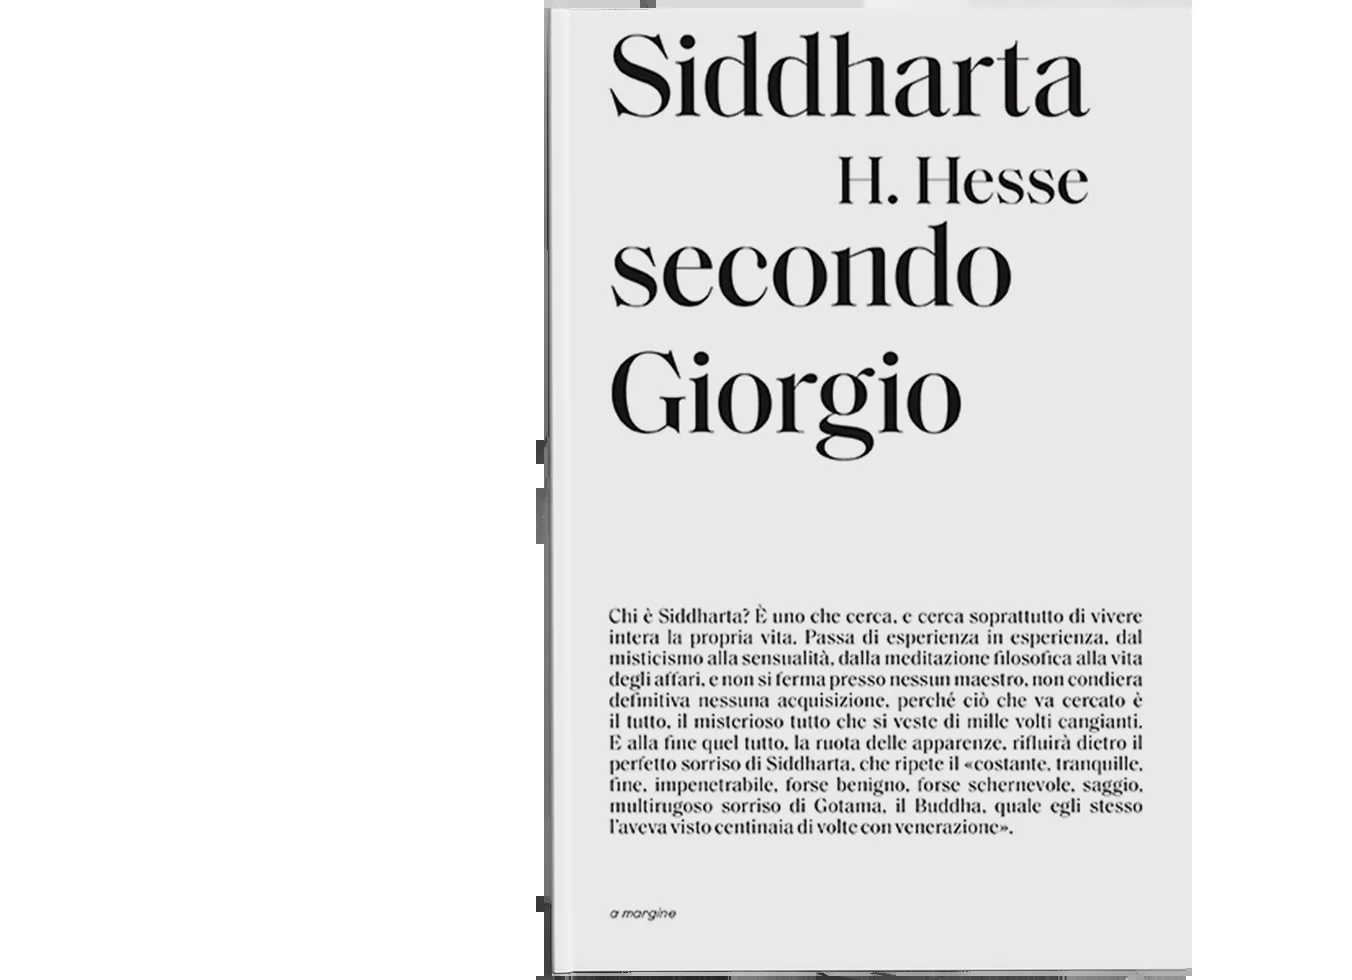 Siddharta
H. Hesse
secondo
Giorgio
Chi è Siddharta? È uno che cerca, e cerca soprattutto di vivere
intera la propria vita. Passa di esperienza in esperienza, dal
misticismo alla sensualità, dalla meditazione filosofica alla vita
degli affari, e non si ferma presso nessun maestro, non condiera
definitiva nessuna acquisizione, perché ciò che va cercato è
il tutto, il misterioso tutto che si veste di mille volti cangianti.
E alla fine quel tutto, la ruota delle apparenze, rifluirà dietro il
perfetto sorriso di Siddharta, che ripete il «costante, tranquille,
fine, impenetrabile, forse benigno, forse schernevole, saggio,
multirugoso sorriso di Gotama, il Buddha, quale egli stesso
l'aveva visto centinaia di volte con venerazione».
a margine